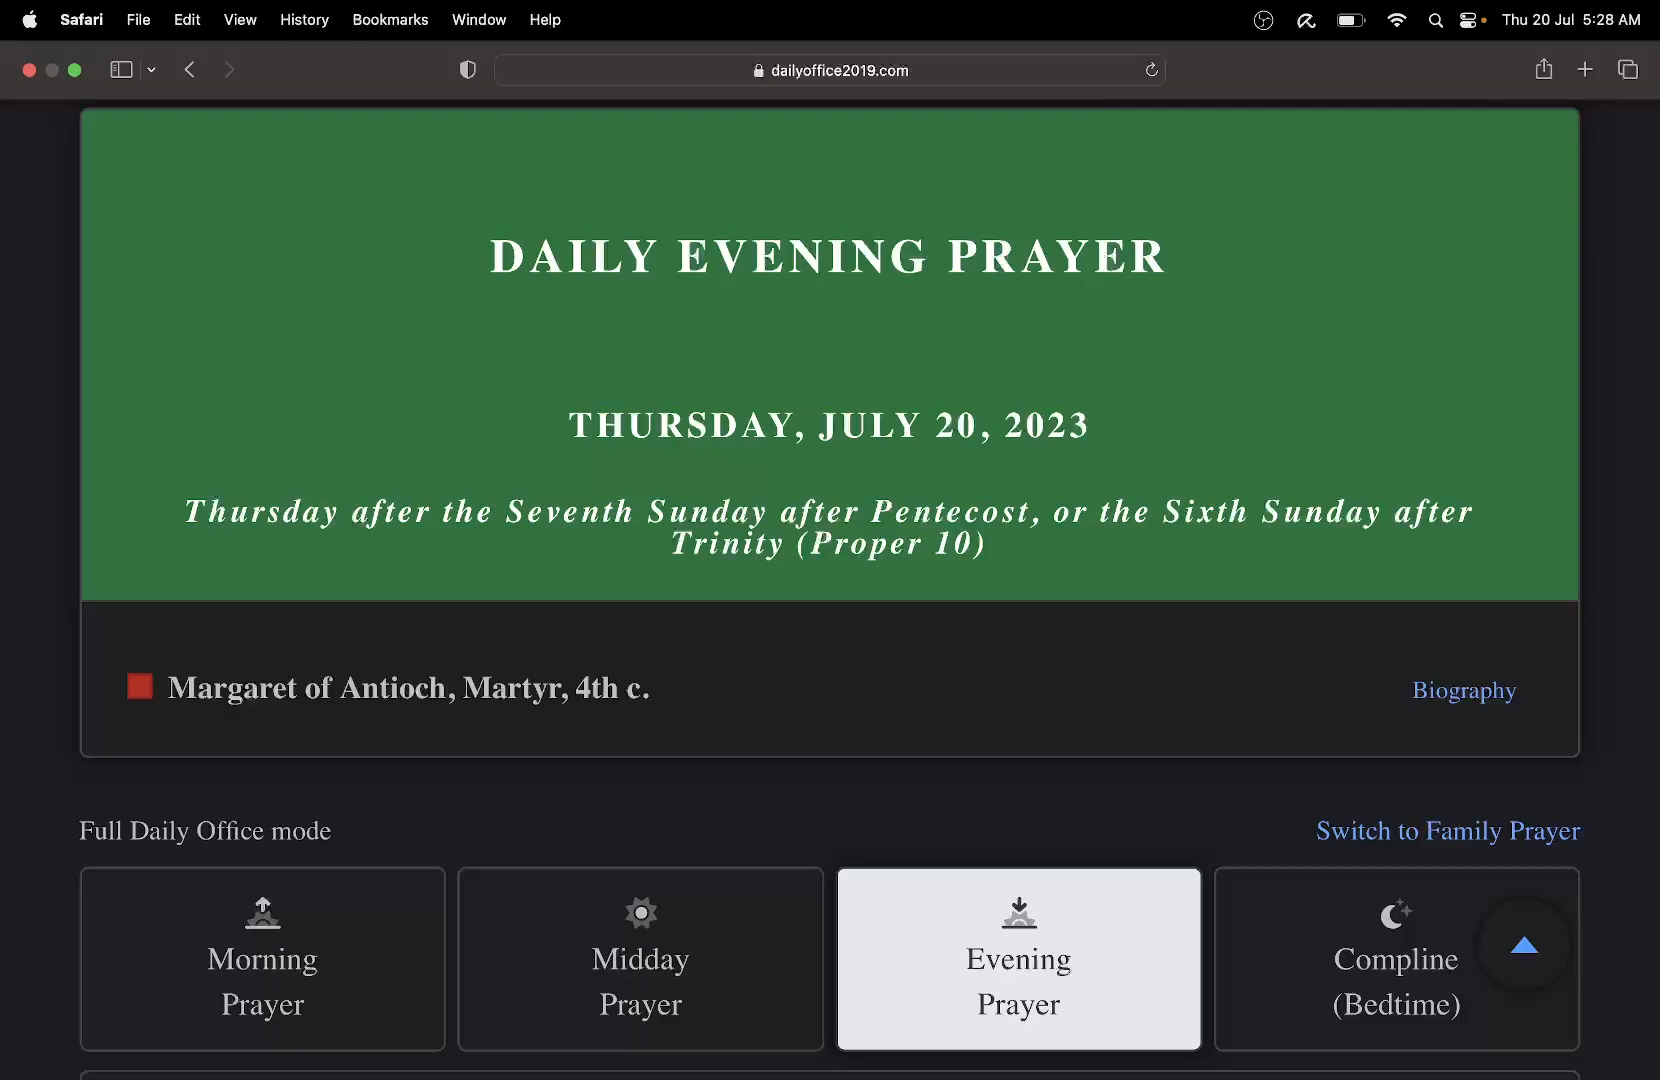 Safari File Edit View History Bookmarks Window Help Thu 20 Jul 5:28 AM
dailyoffice2019.com
DAILY EVENING PRAYER
THURSDAY, JULY 20, 2023
Thursday after the Seventh Sunday after Pentecost, or the Sixth Sunday after
Trinity (Proper 10)
Margaret of Antioch, Martyr, 4th c. Biography
Full Daily Office mode Switch to Family Prayer
Morning
Prayer
Midday
Prayer
Evening
Prayer
Compline
(Bedtime)